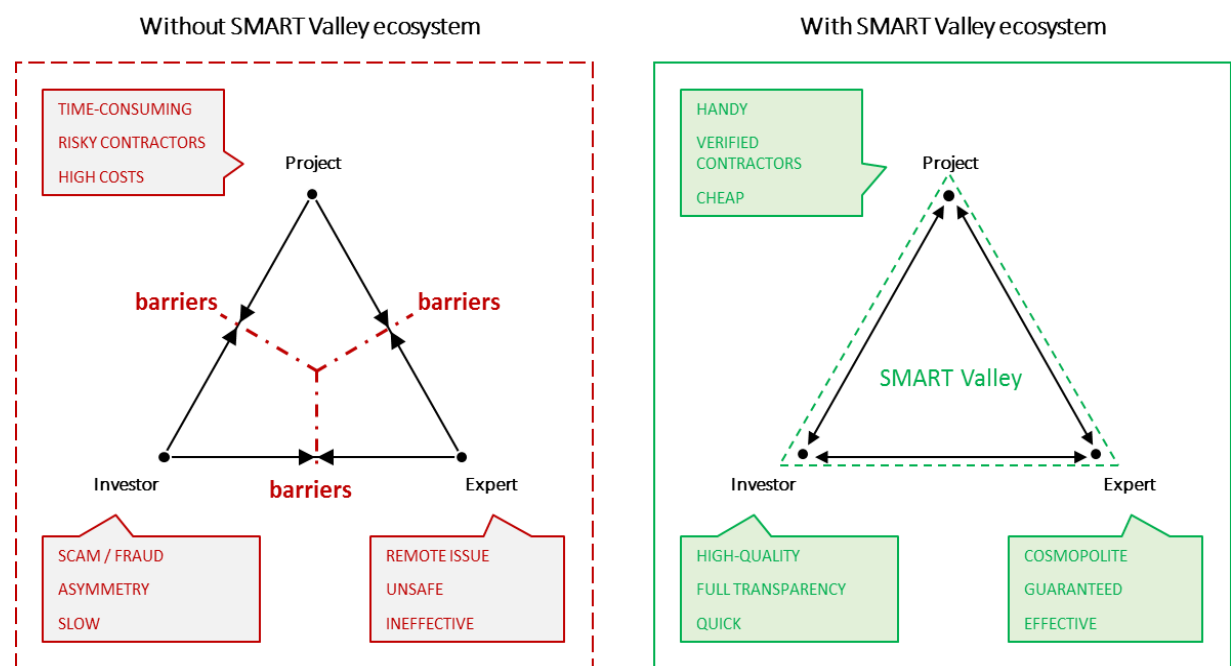 Without SMART Valley ecosystem
TIME-CONSUMING
RISKY CONTRACTORS
HIGH COSTS
Project
barriers
barriers
barriers
Investor
Expert
SCAM / FRAUD
ASYMMETRY
SLOW
REMOTE ISSUE
UNSAFE
INEFFECTIVE
With SMART Valley ecosystem
HANDY
VERIFIED
CONTRACTORS
CHEAP
Project
SMART Valley
Investor
Expert
HIGH-QUALITY
FULL TRANSPARENCY
QUICK
COSMOPOLITE
GUARANTEED
EFFECTIVE